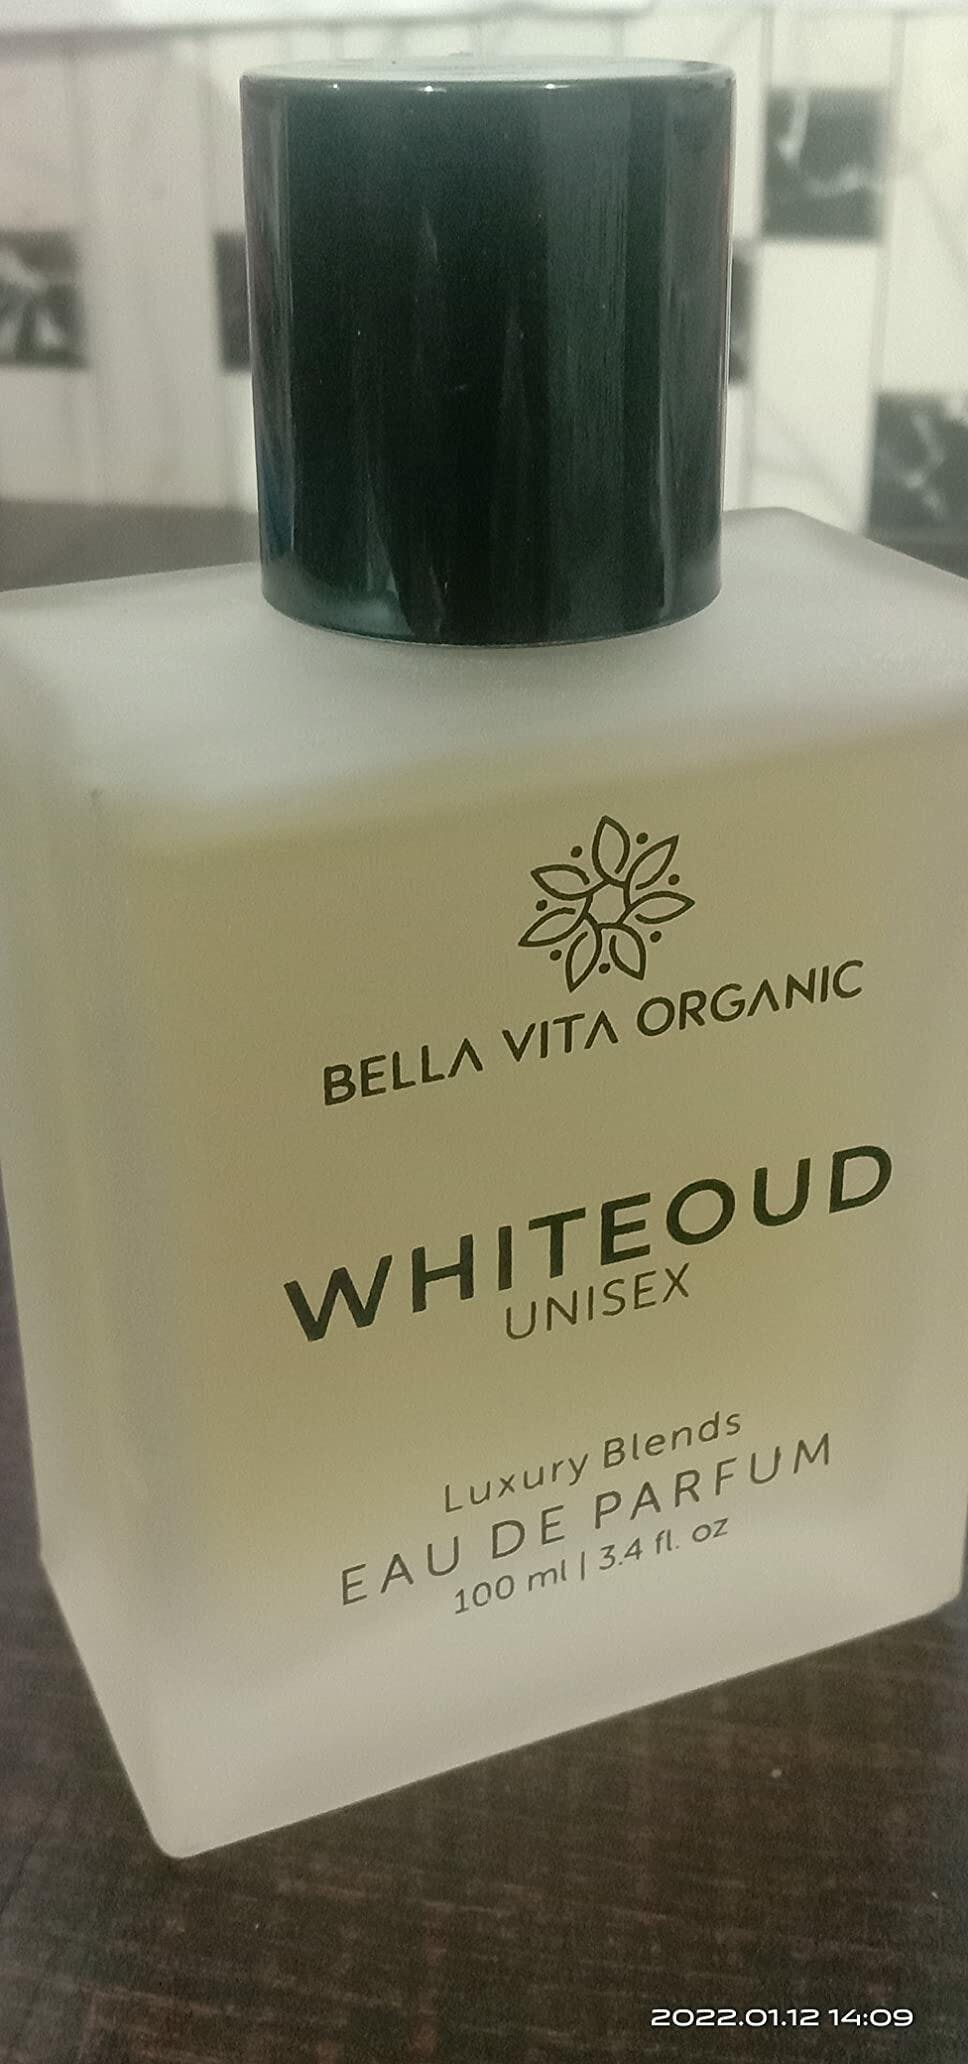 BELLA VITA ORGANIC
WHITEOUD
UNISEX
Luxury Blends
EAU DE PARFUM
100 ml | 3.4 fl. oz
2022.01.12 14:09